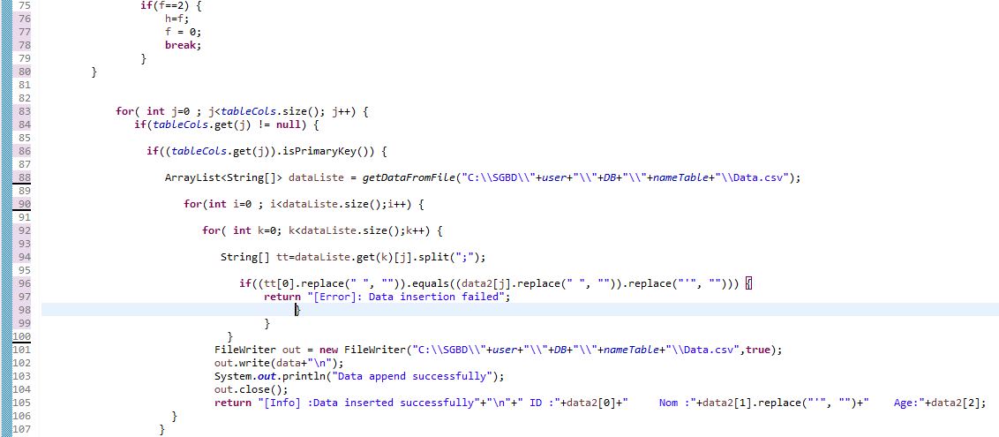 75 if(f==2) {
76 h=f;
77 f = 0;
78 break;
79 }
80 }
81
82
83 for( int j=0 ; j<tableCols.size(); j++) {
84 if(tableCols.get(j) != null) {
85
86 if((tableCols.get(j)).isPrimaryKey()) {
87
88 ArrayList<String[]> dataListe = getDataFromFile("C:\\SGBD\\"+user+"\\"+DB+"\\"+nameTable+"\\Data.csv");
89
90 for(int i=0 ; i<dataListe.size();i++) {
91
92 for( int k=0; k<dataListe.size();k++) {
93
94 String[] tt=dataListe.get(k)[j].split(";");
95
96 if((tt[0].replace(" ", "")).equals((data2[j].replace(" ", "")).replace("'", ""))) {
97 return "[Error]: Data insertion failed";
98 }
99 }
100 }
101 FileWriter out = new FileWriter("C:\\SGBD\\"+user+"\\"+DB+"\\"+nameTable+"\\Data.csv",true);
102 out.write(data+"\n");
103 System.out.println("Data append successfully");
104 out.close();
105 return "[Info] :Data inserted successfully"+"\n"+" ID :"+data2[0]+"     Nom :"+data2[1].replace("'", "")+"    Age:"+data2[2];
106 }
107 }